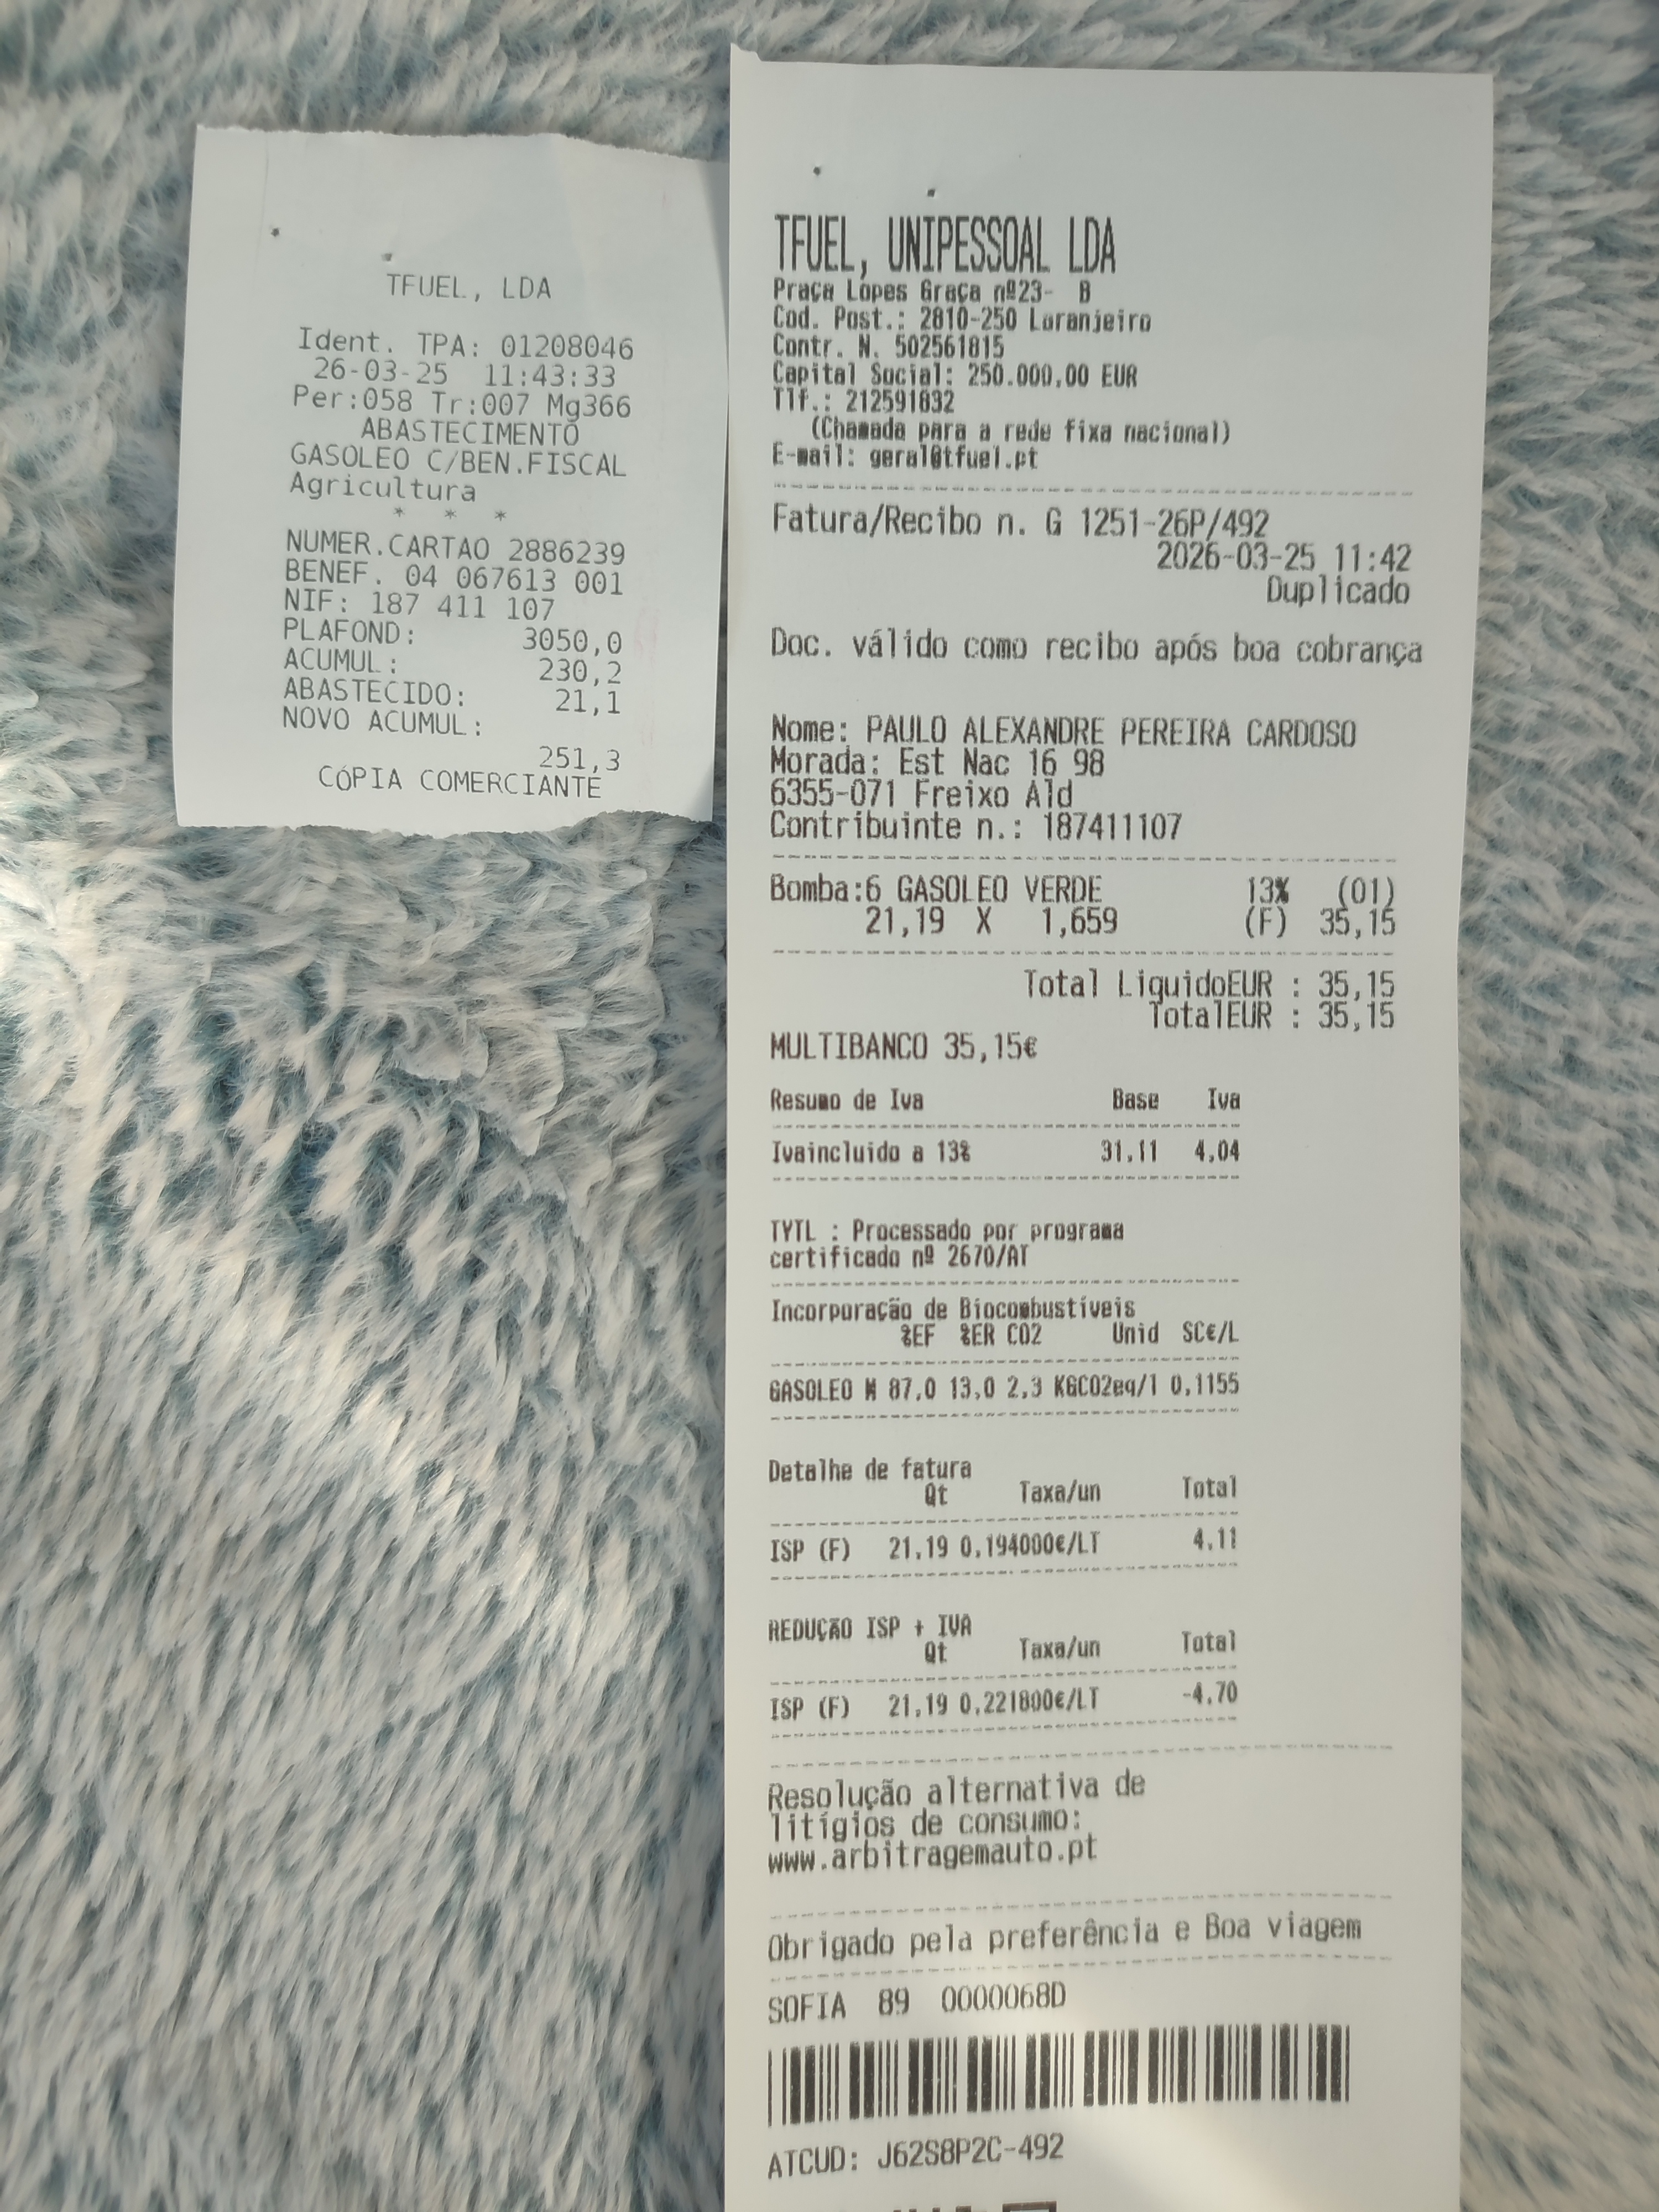 TFUEL, LDA
Ident. TPA: 01208046
26-03-25 11:43:33
Per:058 Tr:007 Mg366
ABASTECIMENTO
GASOLEO C/BEN.FISCAL
Agricultura
* * *
NUMER.CARTAO 2886239
BENEF. 04 067613 001
NIF: 187 411 107
PLAFOND: 3050,0
ACUMUL: 230,2
ABASTECIDO: 21,1
NOVO ACUMUL:
251,3
CÓPIA COMERCIANTE
TFUEL, UNIPESSOAL LDA
Praça Lopes Graça nº23- B
Cod. Post.: 2810-250 Laranjeiro
Contr. N. 502561815
Capital Social: 250.000,00 EUR
Tlf.: 212591832
(Chamada para a rede fixa nacional)
E-mail: geral@tfuel.pt
Fatura/Recibo n. G 1251-26P/492
2026-03-25 11:42
Duplicado
Doc. válido como recibo após boa cobrança
Nome: PAULO ALEXANDRE PEREIRA CARDOSO
Morada: Est Nac 16 98
6355-071 Freixo Ald
Contribuinte n.: 187411107
Bomba:6 GASOLEO VERDE 13% (01)
21,19 X 1,659 (F) 35,15
Total LiquidoEUR : 35,15
TotalEUR : 35,15
MULTIBANCO 35,15€
Resumo de Iva Base Iva
Ivaincluido a 13% 31.11 4,04
TYTL : Processado por programa
certificado nº 2670/AT
Incorporação de Biocombustíveis
%EF %ER CO2 Unid SC€/L
GASOLEO M 87,0 13,0 2,3 KGCO2eq/l 0,1155
Detalhe de fatura
Qt Taxa/un Total
ISP (F) 21,19 0,194000€/LT 4,11
REDUÇÃO ISP + IVA
Qt Taxa/un Total
ISP (F) 21,19 0,221800€/LT -4,70
Resolução alternativa de
litígios de consumo:
www.arbitragemauto.pt
Obrigado pela preferência e Boa viagem
SOFIA 89 0000068D
ATCUD: J62S8P2C-492